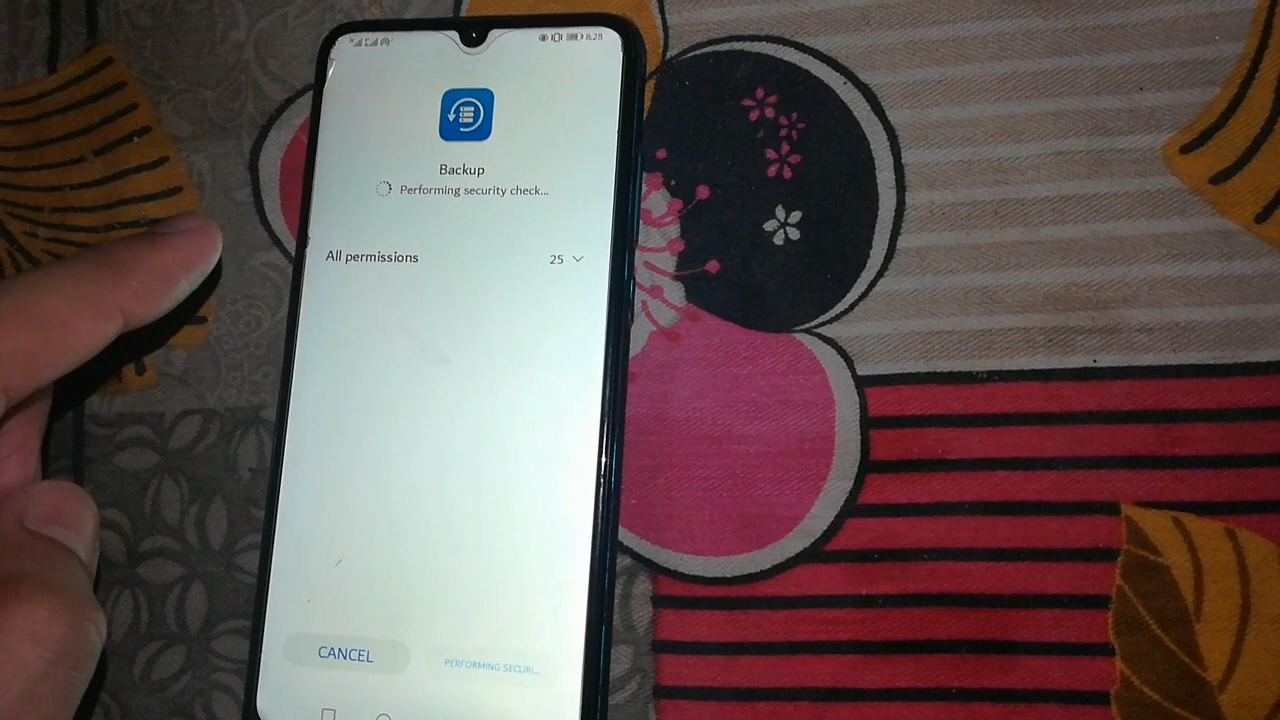 8:28
Backup
Performing security check...
All permissions
25
CANCEL
PERFORMING SECURI...